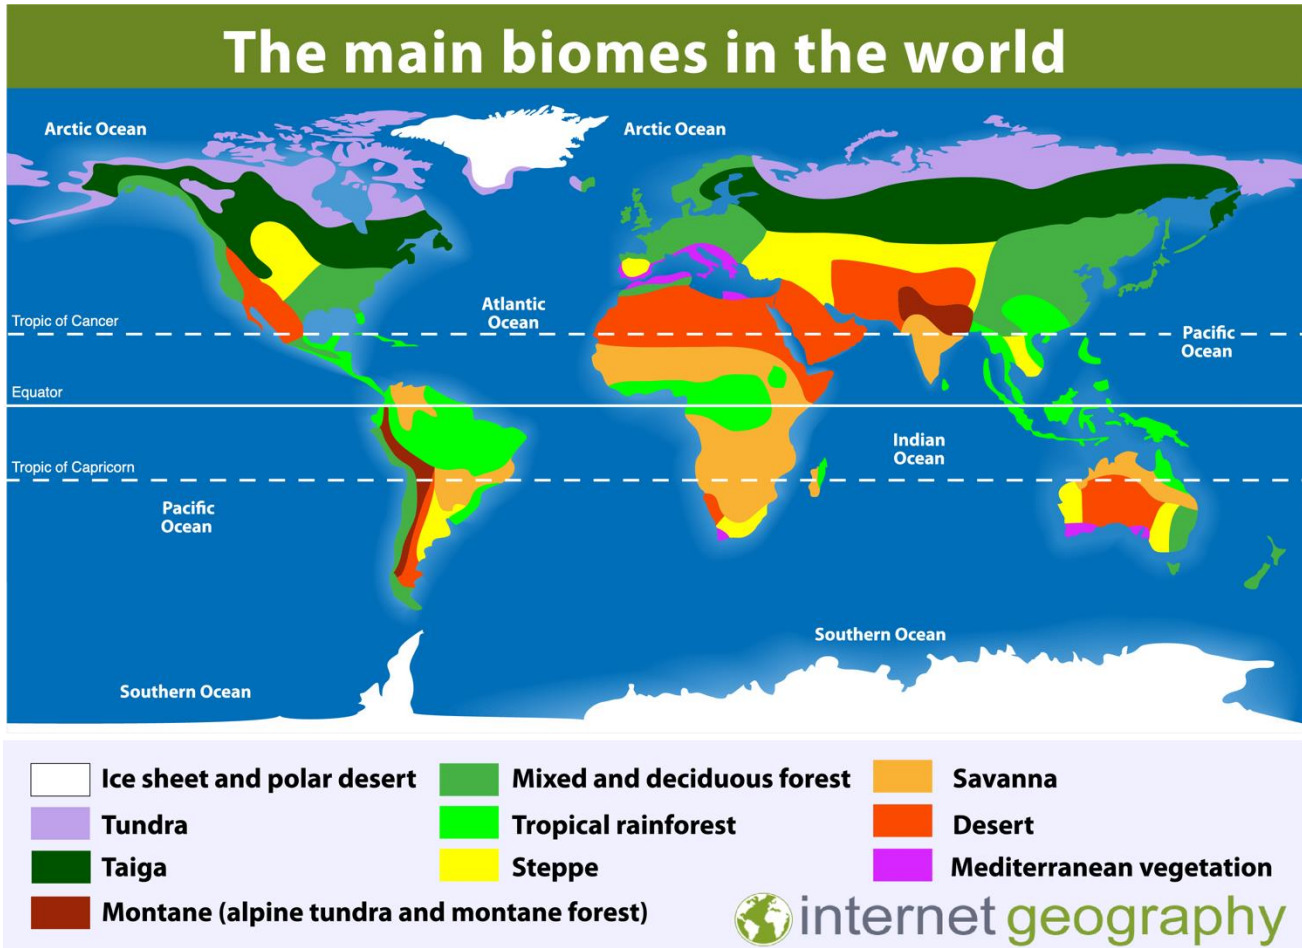 The main biomes in the world
Arctic Ocean
Arctic Ocean
Atlantic
Ocean
Tropic of Cancer
Pacific
Ocean
Equator
Indian
Ocean
Tropic of Capricorn
Pacific
Ocean
Southern Ocean
Southern Ocean
Ice sheet and polar desert
Mixed and deciduous forest
Savanna
Tundra
Tropical rainforest
Desert
Taiga
Steppe
Mediterranean vegetation
Montane (alpine tundra and montane forest)
internet geography